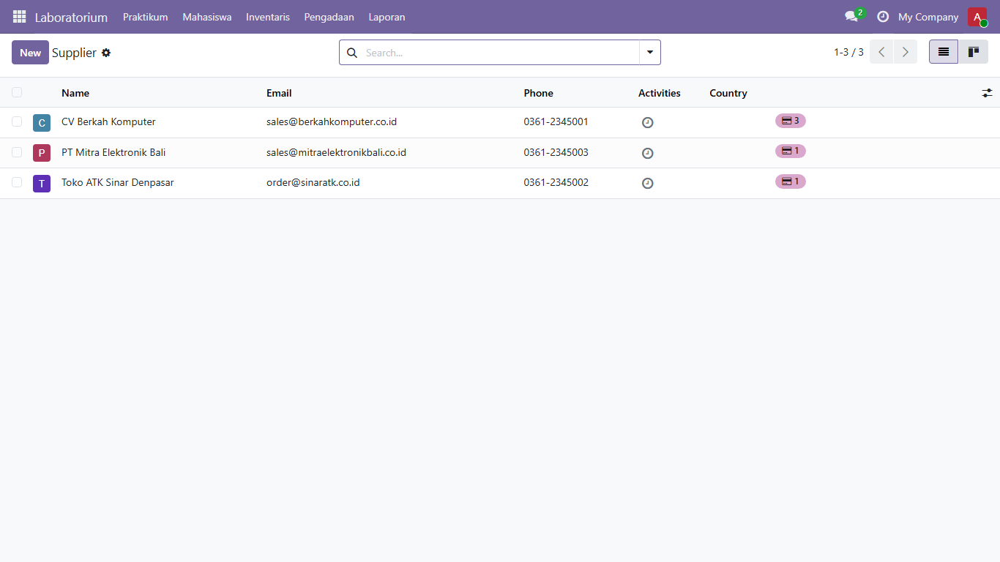 Laboratorium Praktikum Mahasiswa Inventaris Pengadaan Laporan 2 My Company A
New Supplier Search... 1-3 / 3
Name Email Phone Activities Country
C CV Berkah Komputer sales@berkahkomputer.co.id 0361-2345001 3
P PT Mitra Elektronik Bali sales@mitraelektronikbali.co.id 0361-2345003 1
T Toko ATK Sinar Denpasar order@sinaratk.co.id 0361-2345002 1